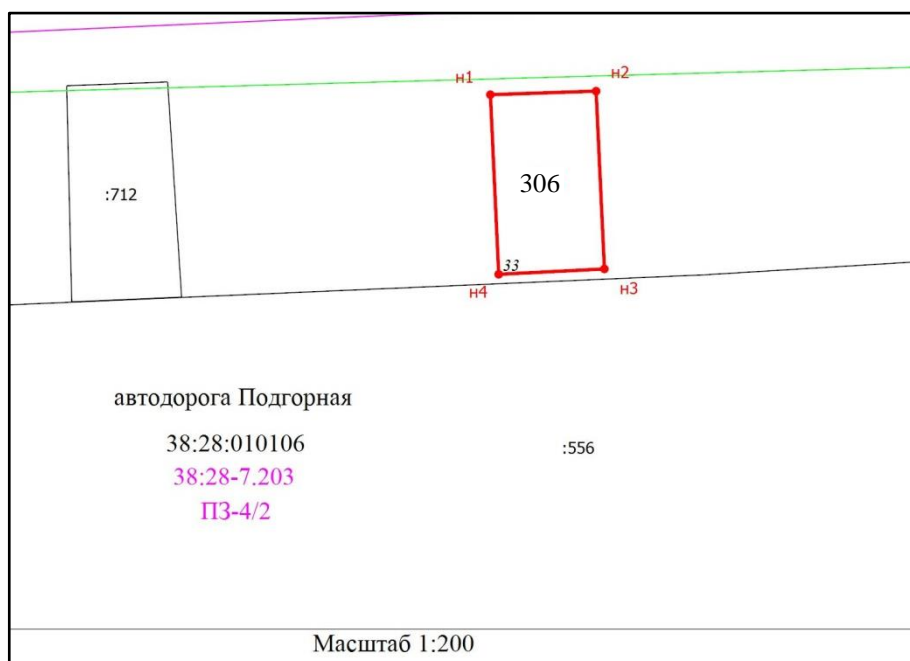 н1
н2
:712
306
33
н4
н3
автодорога Подгорная
38:28:010106
:556
38:28-7.203
ПЗ-4/2
Масштаб 1:200